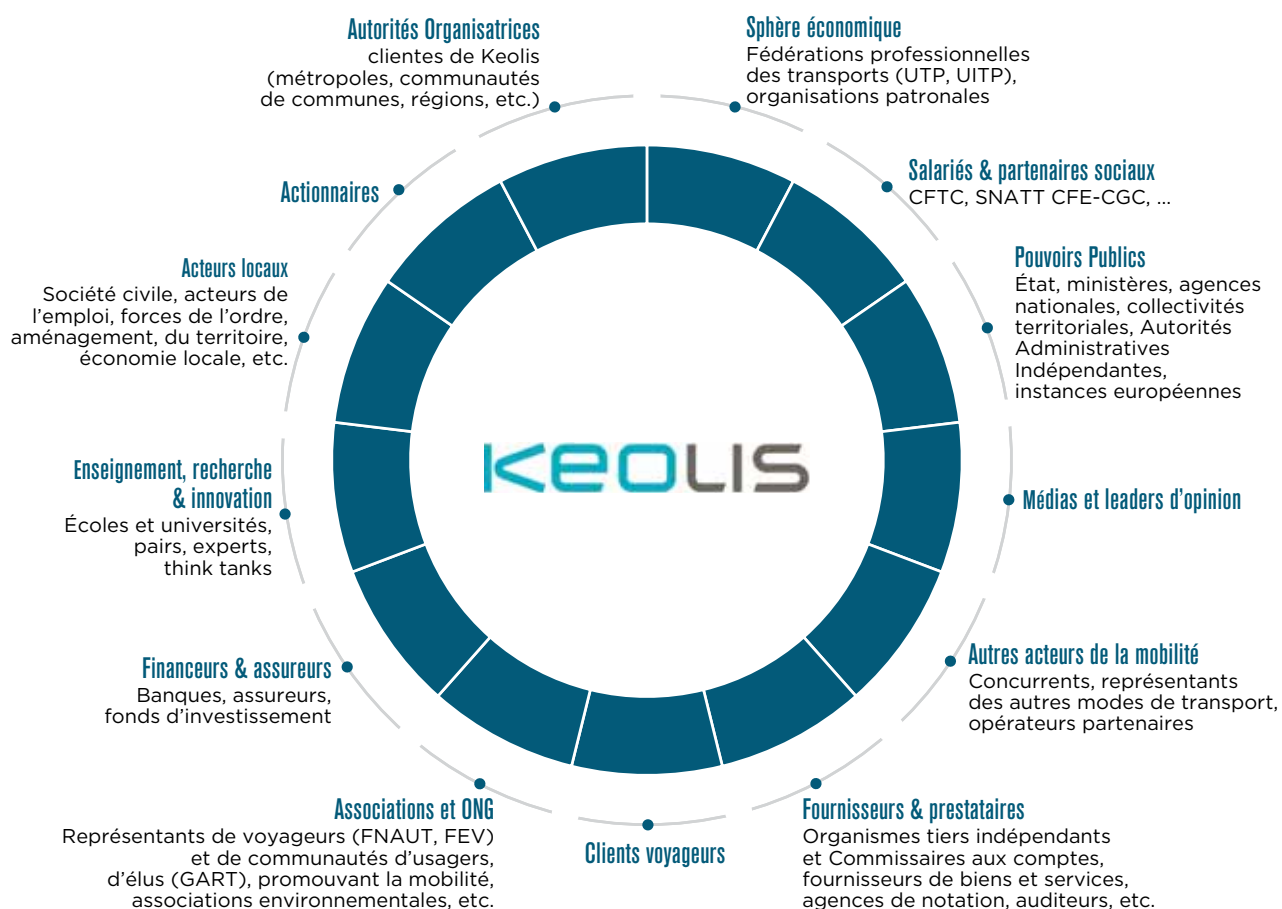 Autorités Organisatrices
clientes de Keolis
(métropoles, communautés
de communes, régions, etc.)
Sphère économique
Fédérations professionnelles
des transports (UTP, UITP),
organisations patronales
Salariés & partenaires sociaux
CFTC, SNATT CFE-CGC, ...
Pouvoirs Publics
État, ministères, agences
nationales, collectivités
territoriales, Autorités
Administratives
Indépendantes,
instances européennes
Médias et leaders d'opinion
Autres acteurs de la mobilité
Concurrents, représentants
des autres modes de transport,
opérateurs partenaires
Fournisseurs & prestataires
Organismes tiers indépendants
et Commissaires aux comptes,
fournisseurs de biens et services,
agences de notation, auditeurs, etc.
Clients voyageurs
Associations et ONG
Représentants de voyageurs (FNAUT, FEV)
et de communautés d'usagers,
d'élus (GART), promouvant la mobilité,
associations environnementales, etc.
Financeurs & assureurs
Banques, assureurs,
fonds d'investissement
Enseignement, recherche
& innovation
Écoles et universités,
pairs, experts,
think tanks
Acteurs locaux
Société civile, acteurs de
l'emploi, forces de l'ordre,
aménagement, du territoire,
économie locale, etc.
Actionnaires
KEOLIS